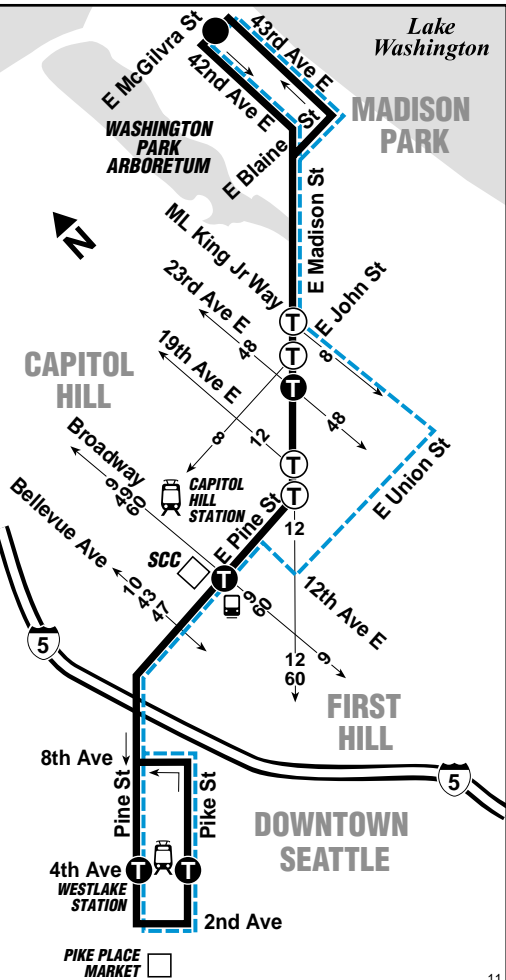 Lake
Washington
E McGilvra St
43rd Ave E
42nd Ave E
MADISON
PARK
WASHINGTON
PARK
ARBORETUM
E Blaine St
E Madison St
N
ML King Jr Way
E John St
T
23rd Ave E
T
8
48
T
CAPITOL
HILL
19th Ave E
48
8
12
E Union St
Broadway
T
9
49
60
CAPITOL
HILL
STATION
T
Bellevue Ave
E Pine St
12
SCC
T
10
43
47
9
60
12th Ave E
5
12
60
9
FIRST
HILL
8th Ave
5
Pine St
Pike St
DOWNTOWN
SEATTLE
4th Ave
T
T
WESTLAKE
STATION
2nd Ave
PIKE PLACE
MARKET
11